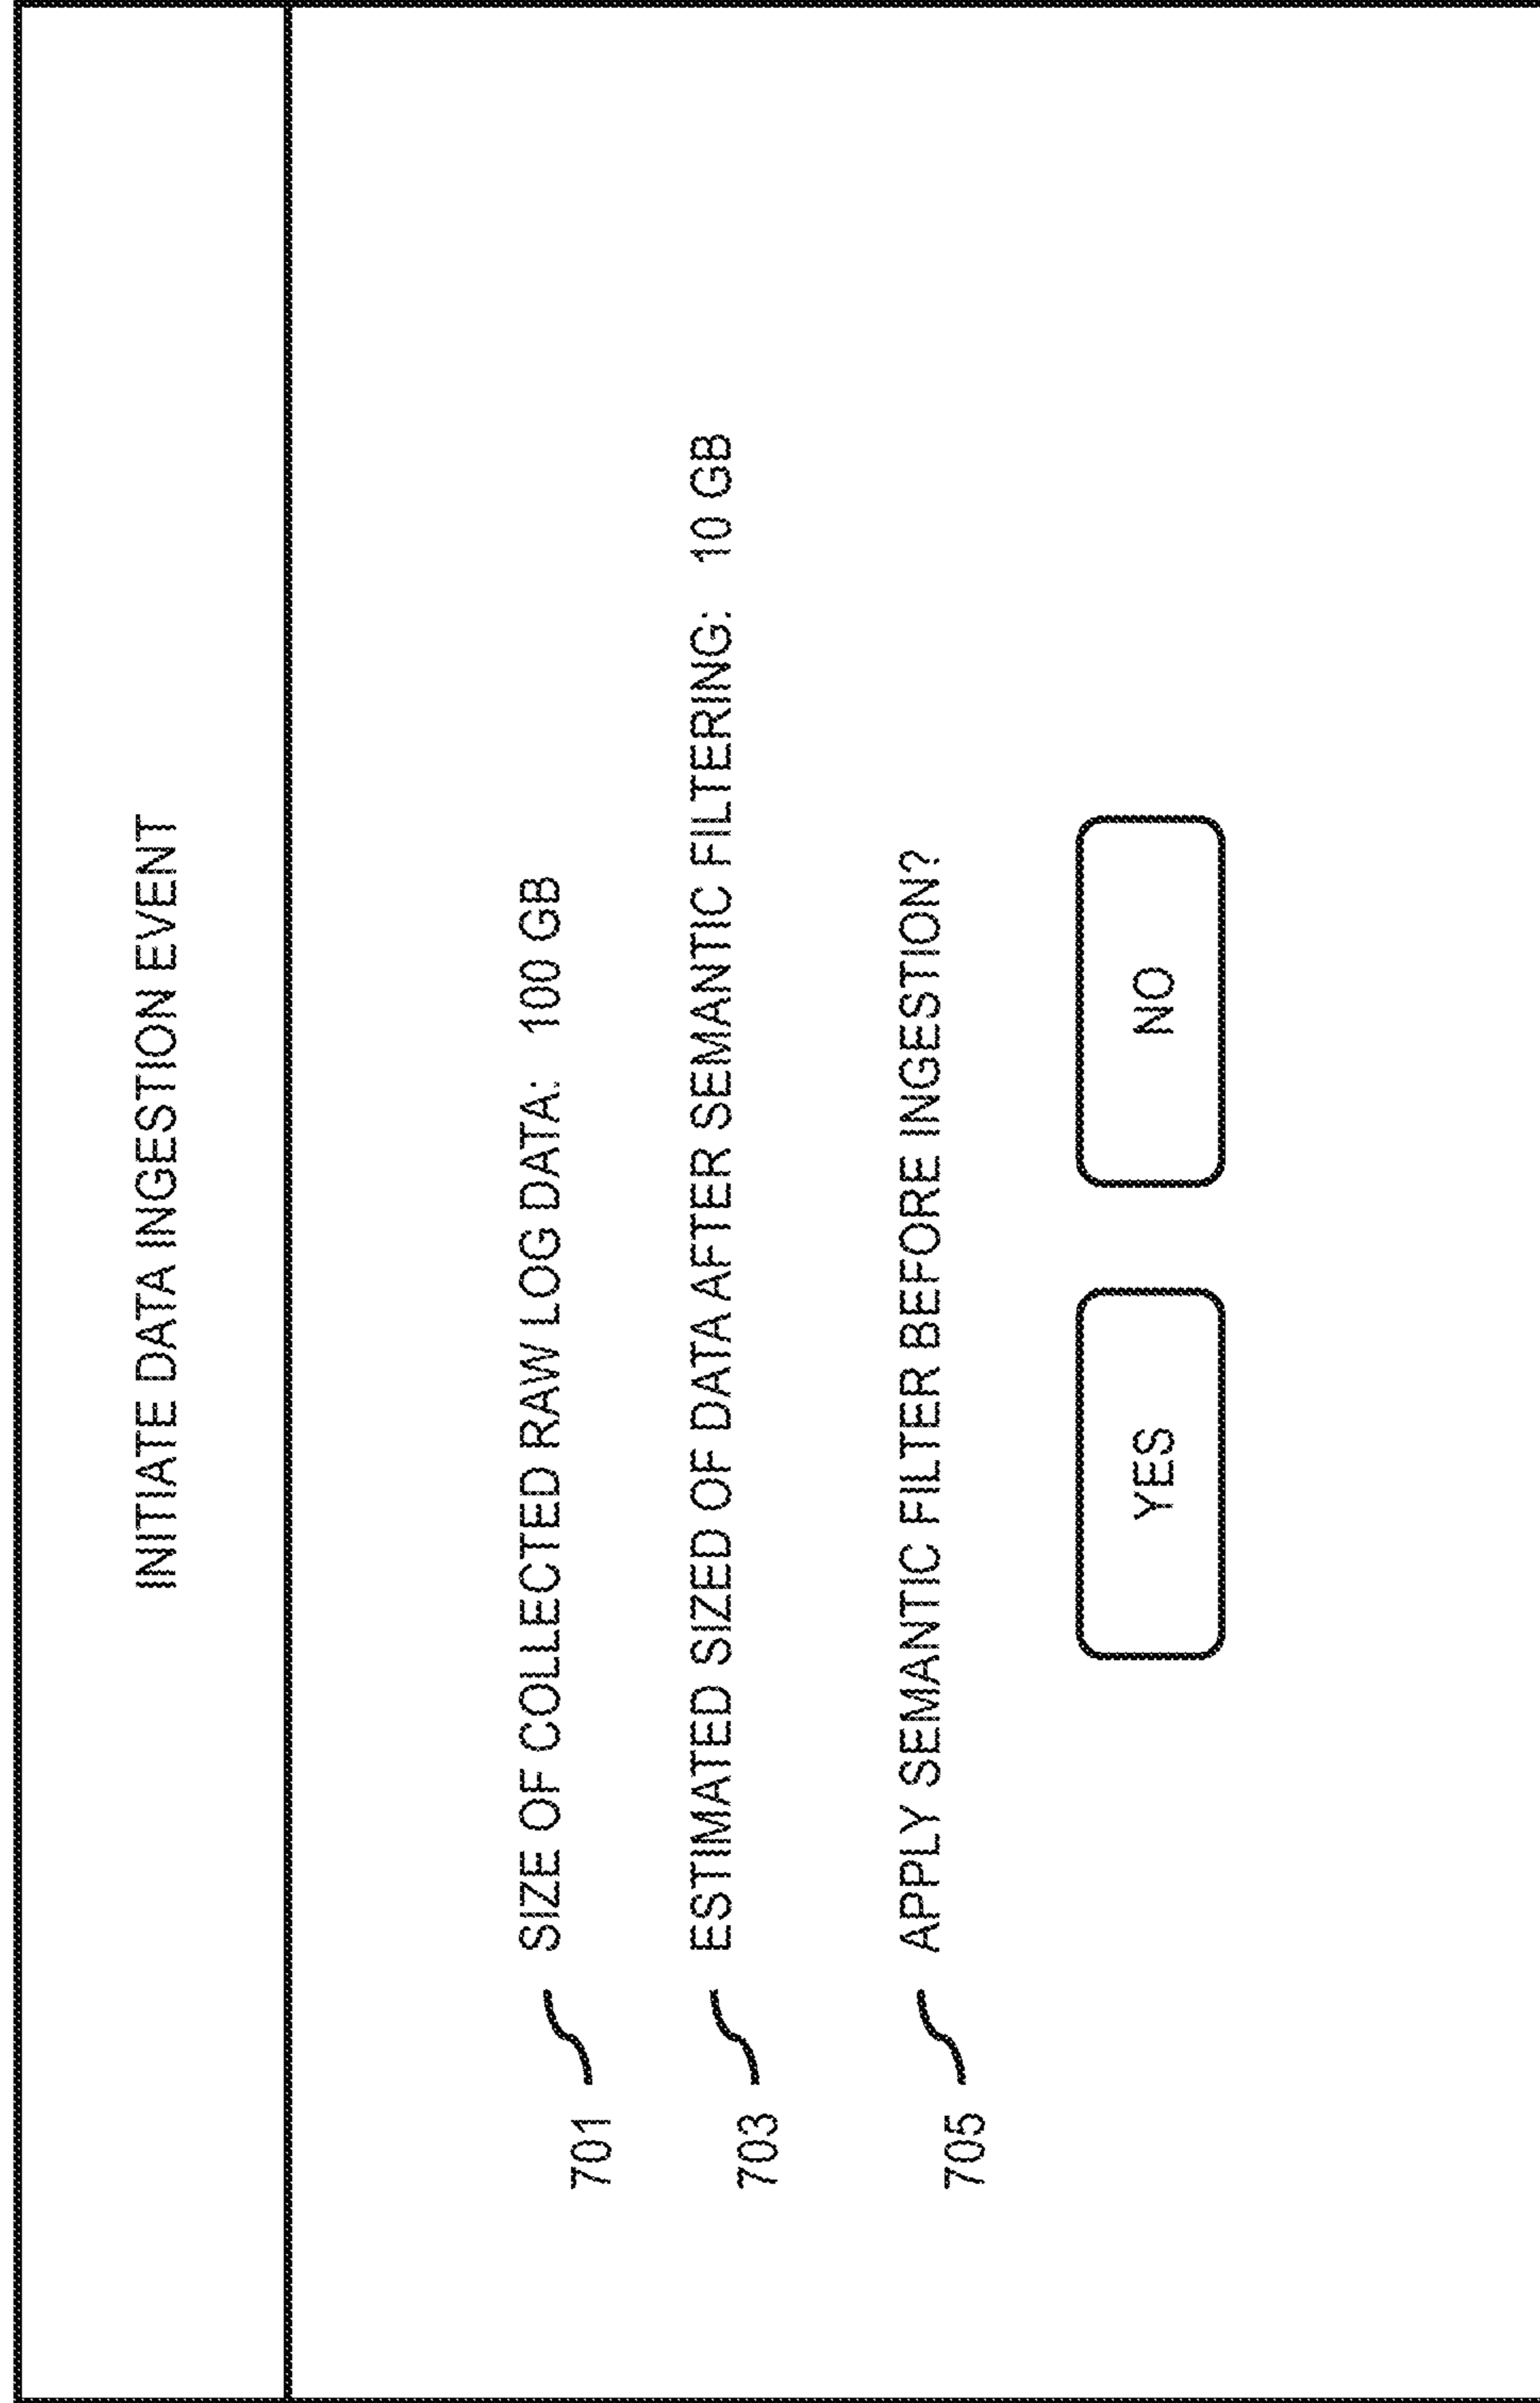 INITIATE DATA INGESTION EVENT
701 SIZE OF COLLECTED RAW LOG DATA: 100 GB
703 ESTIMATED SIZED OF DATA AFTER SEMANTIC FILTERING: 10 GB
705 APPLY SEMANTIC FILTER BEFORE INGESTION?
YES NO